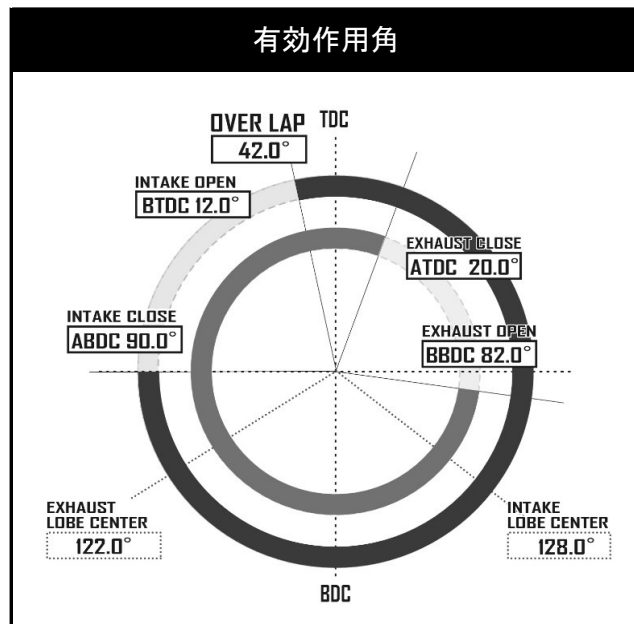 有効作用角
OVER LAP
42.0°
TDC
INTAKE OPEN
BTDC 12.0°
EXHAUST CLOSE
ATDC 20.0°
INTAKE CLOSE
ABDC 90.0°
EXHAUST OPEN
BBDC 82.0°
EXHAUST
LOBE CENTER
122.0°
INTAKE
LOBE CENTER
128.0°
BDC